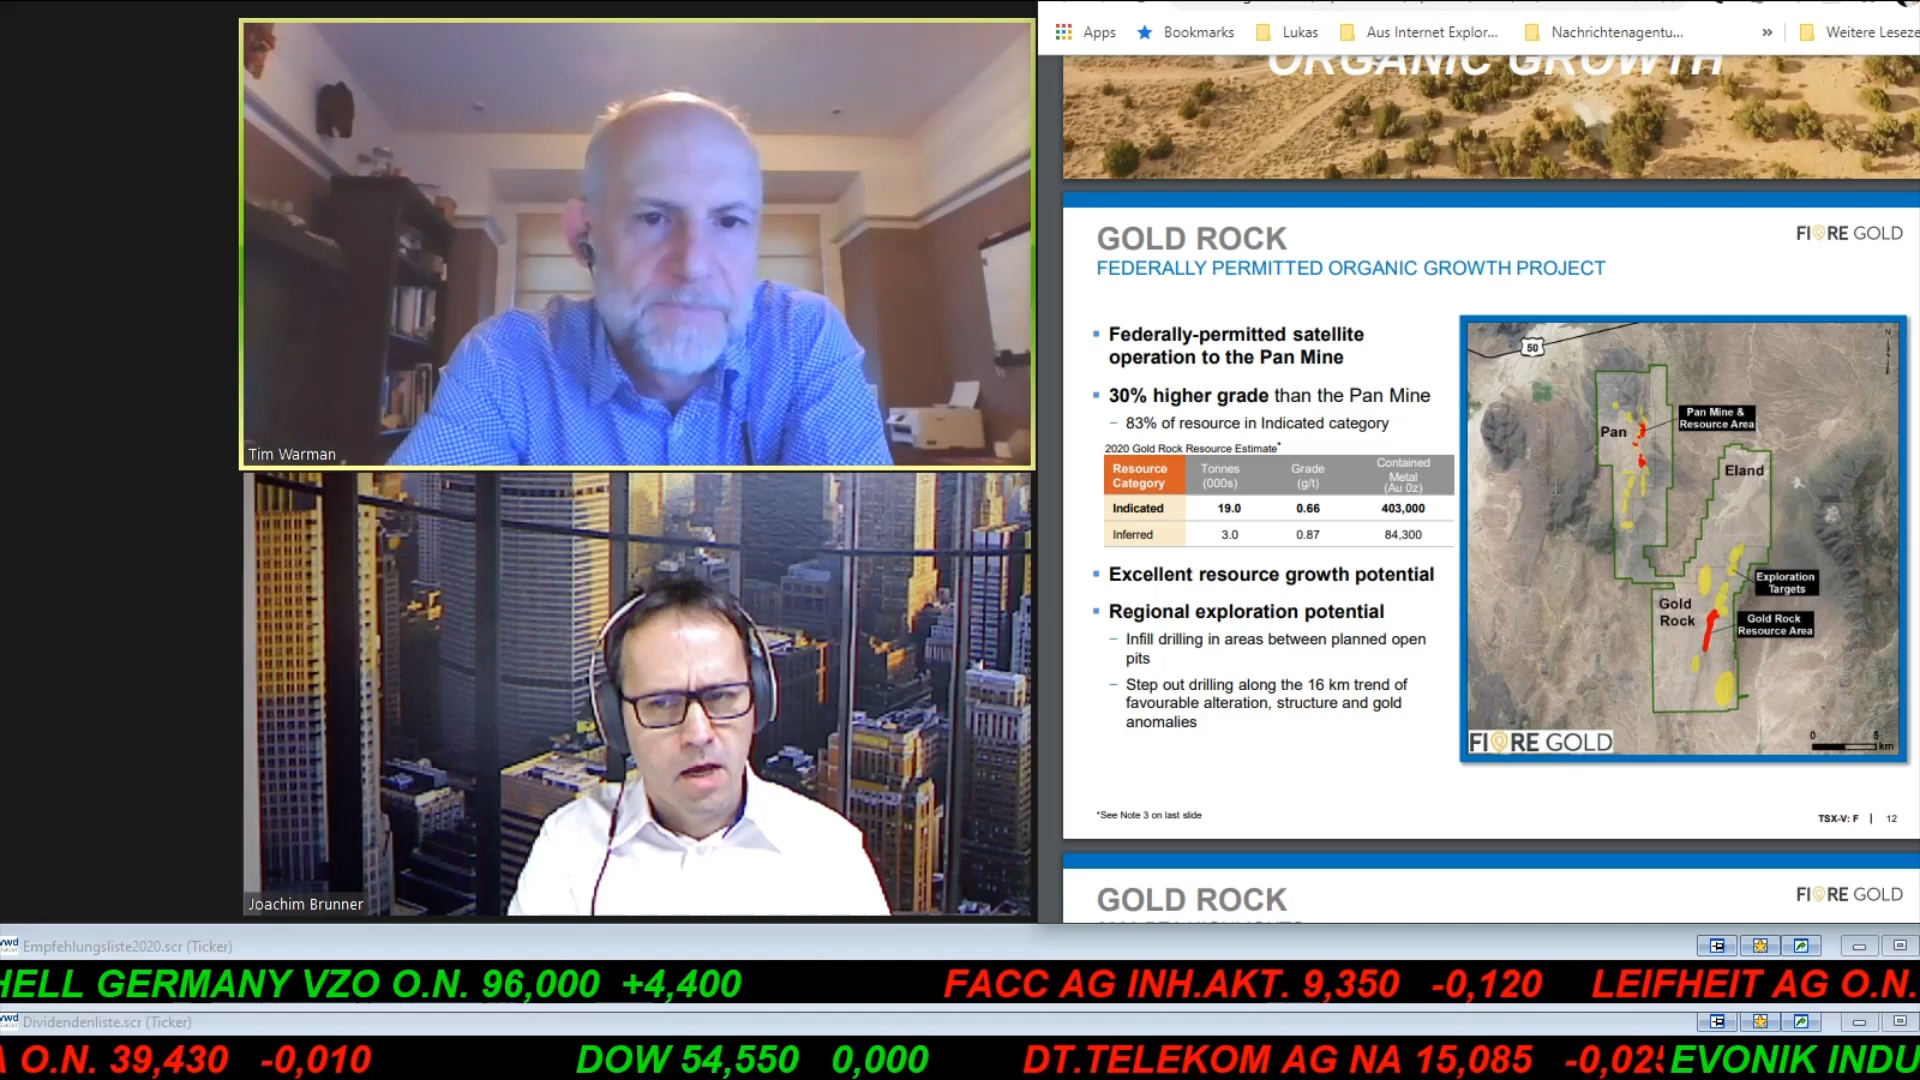 Apps
Bookmarks
Lukas
Aus Internet Explor...
Nachrichtenagentu...
»
Weitere Leseze
ORGANIC GROWTH
GOLD ROCK
FIORE GOLD
FEDERALLY PERMITTED ORGANIC GROWTH PROJECT
Federally-permitted satellite
operation to the Pan Mine
30% higher grade than the Pan Mine
– 83% of resource in Indicated category
2020 Gold Rock Resource Estimate*
Resource Category Tonnes (000s) Grade (g/t) Contained Metal (Au 0z)
Indicated 19.0 0.66 403,000
Inferred 3.0 0.87 84,300
Excellent resource growth potential
Regional exploration potential
– Infill drilling in areas between planned open
pits
– Step out drilling along the 16 km trend of
favourable alteration, structure and gold
anomalies
50
N
Pan
Pan Mine &
Resource Area
Eland
Exploration
Targets
Gold
Rock
Gold Rock
Resource Area
FIORE GOLD
0 5
km
*See Note 3 on last slide
TSX-V: F | 12
GOLD ROCK
FIORE GOLD
Tim Warman
Joachim Brunner
vwd Empfehlungsliste2020.scr (Ticker)
HELL GERMANY VZO O.N. 96,000 +4,400 FACC AG INH.AKT. 9,350 -0,120 LEIFHEIT AG O.N.
vwd Dividendenliste.scr (Ticker)
A O.N. 39,430 -0,010 DOW 54,550 0,000 DT.TELEKOM AG NA 15,085 -0,025 EVONIK INDU